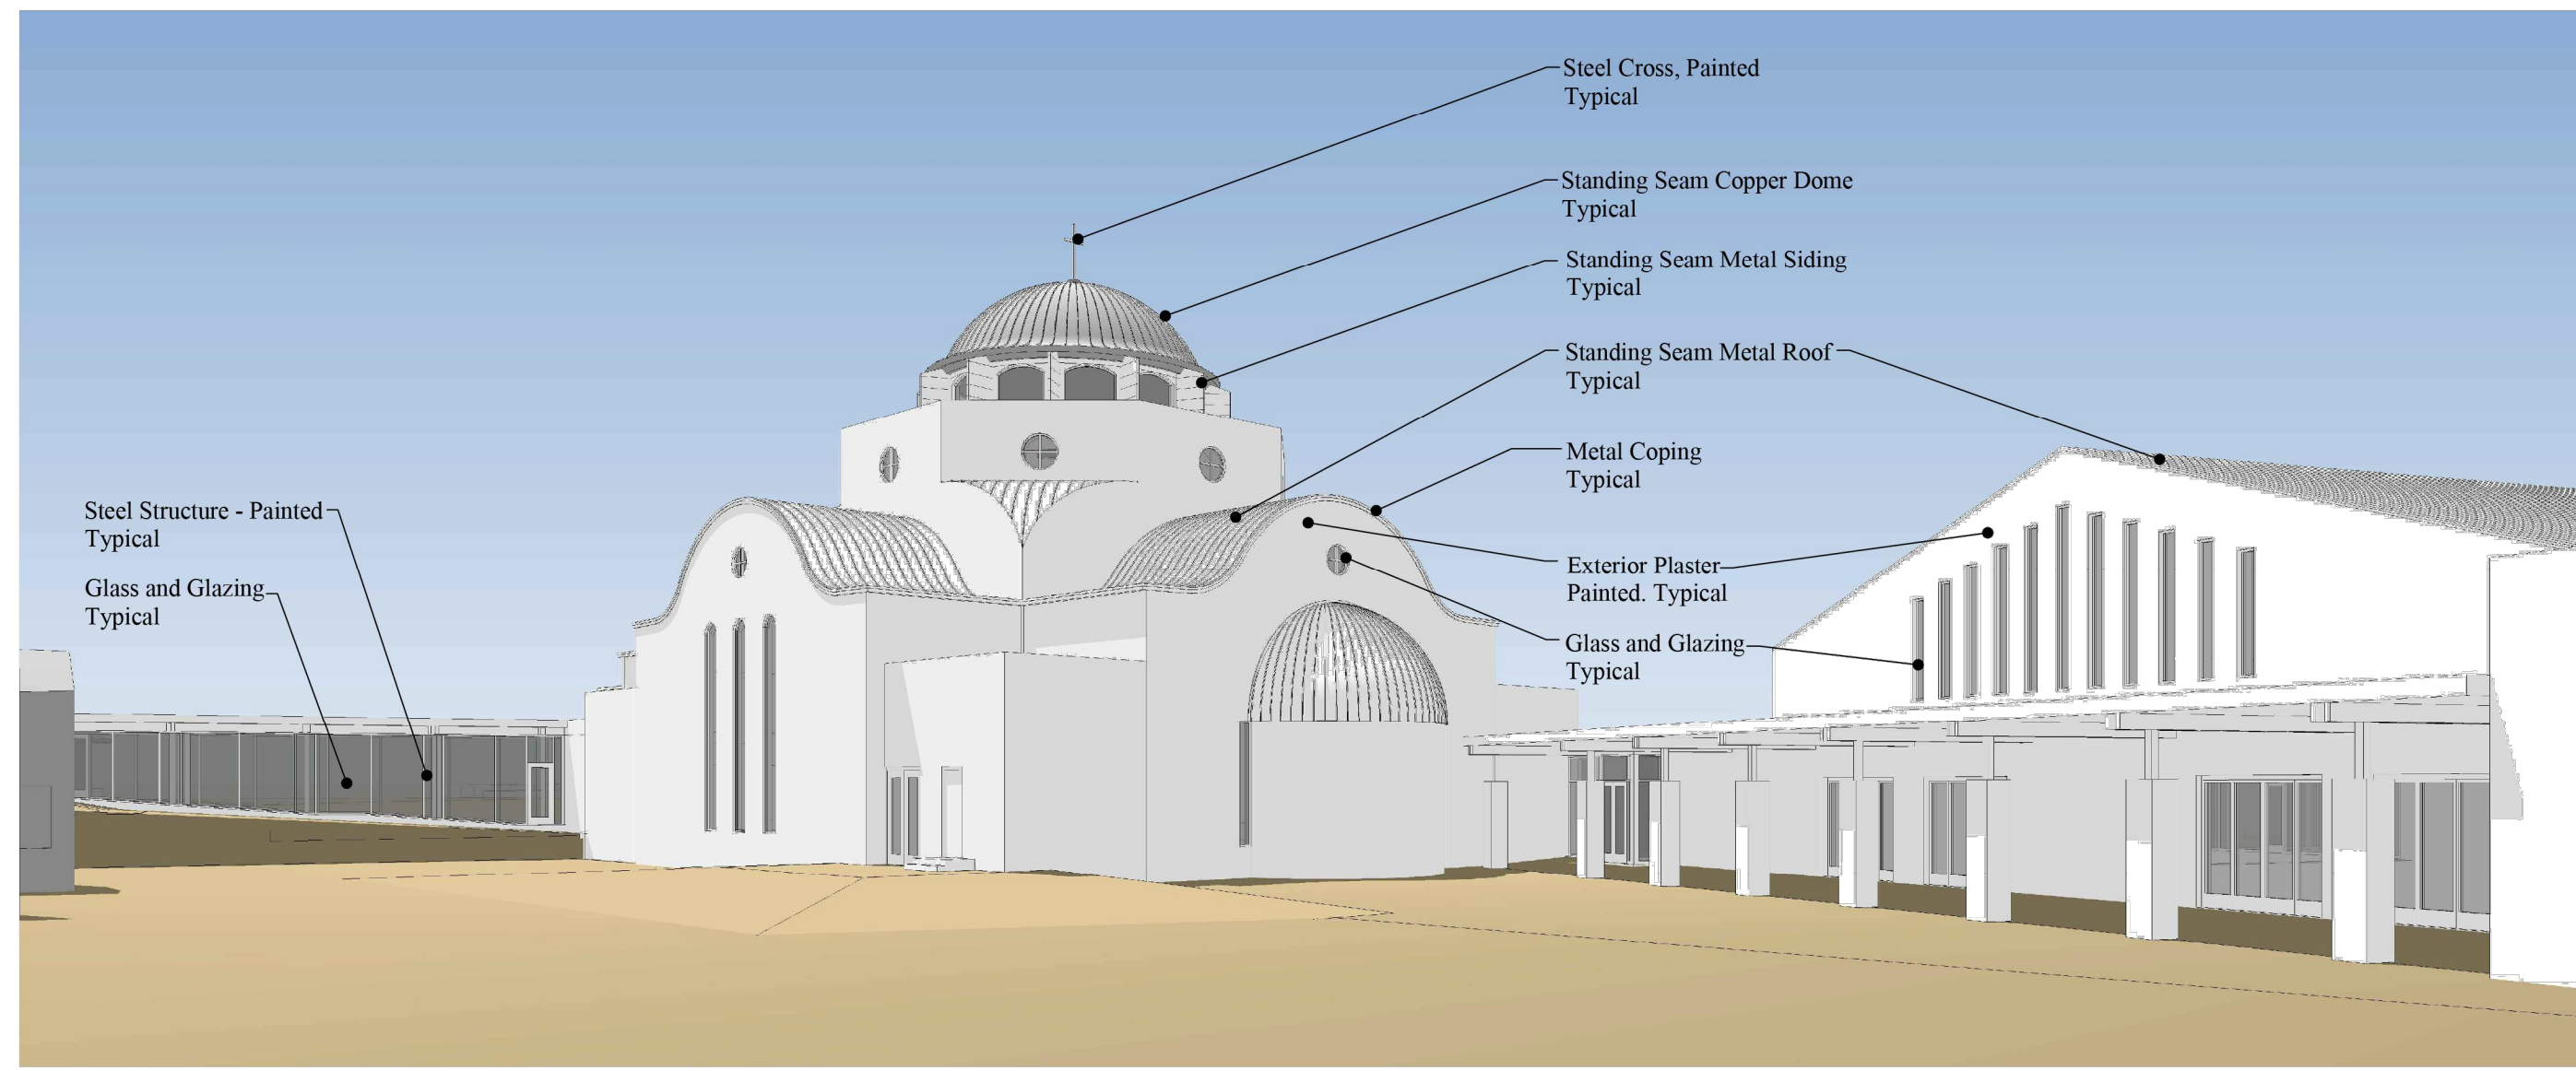 Steel Cross, Painted
Typical
Standing Seam Copper Dome
Typical
Standing Seam Metal Siding
Typical
Standing Seam Metal Roof
Typical
Metal Coping
Typical
Steel Structure - Painted
Typical
Glass and Glazing
Typical
Exterior Plaster
Painted. Typical
Glass and Glazing
Typical